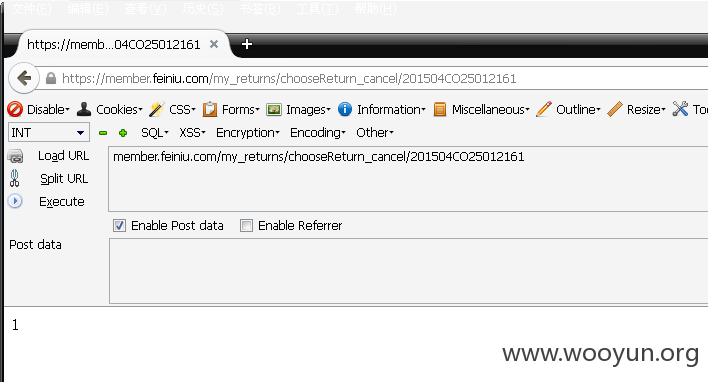 文件(F) 编辑(E) 查看(V) 历史(S) 书签(B) 工具(T) 帮助(H)
https://memb...04CO25012161
https://member.feiniu.com/my_returns/chooseReturn_cancel/201504CO25012161
Disable Cookies CSS Forms Images Information Miscellaneous Outline Resize
INT SQL XSS Encryption Encoding Other
Load URL member.feiniu.com/my_returns/chooseReturn_cancel/201504CO25012161
Split URL
Execute
Enable Post data Enable Referrer
Post data
1
www.wooyun.org